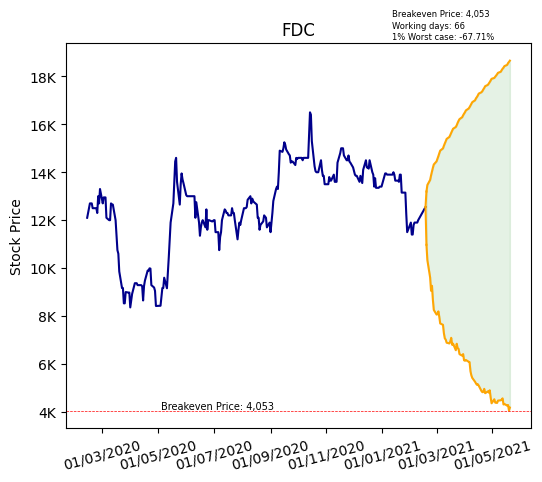 Breakeven Price: 4,053
Working days: 66
1% Worst case: -67.71%
FDC
Stock Price
18K
16K
14K
12K
10K
8K
6K
4K
Breakeven Price: 4,053
01/03/2020
01/05/2020
01/07/2020
01/09/2020
01/11/2020
01/01/2021
01/03/2021
01/05/2021